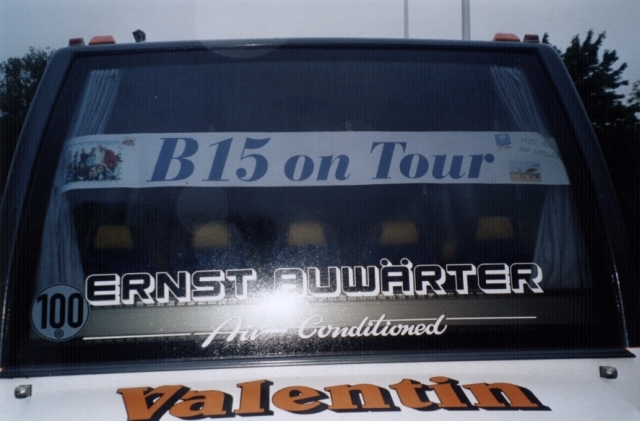 B15 on Tour
ERNST AUWÄRTER
100
Air Conditioned
Valentin